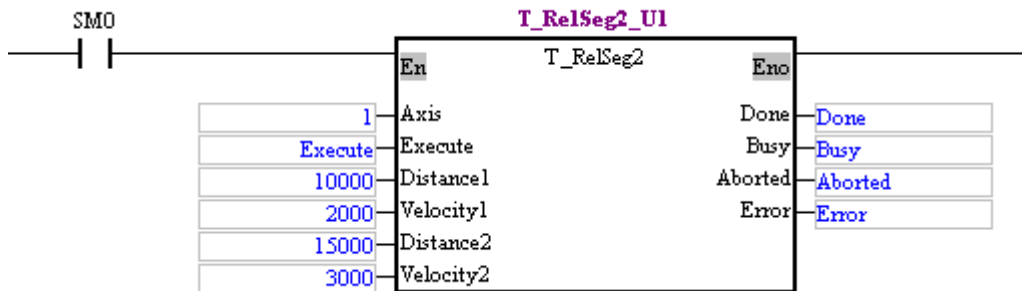 SM0
T_RelSeg2_U1
T_RelSeg2
En Eno
1 Axis Done Done
Execute Execute Busy Busy
10000 Distance1 Aborted Aborted
2000 Velocity1 Error Error
15000 Distance2
3000 Velocity2